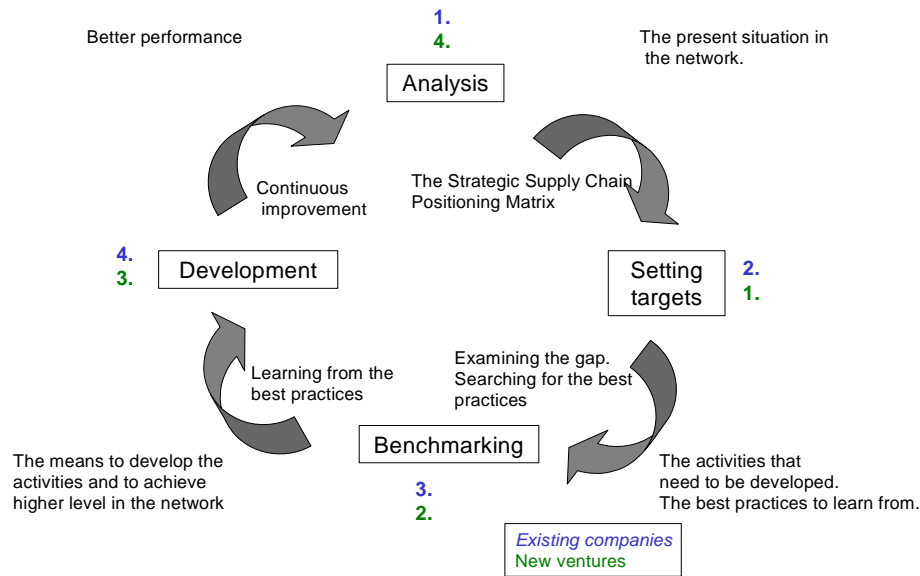 Better performance
1.
4.
Analysis
The present situation in
the network.
Continuous
improvement
The Strategic Supply Chain
Positioning Matrix
4.
3.
Development
Setting
targets
2.
1.
Learning from the
best practices
Examining the gap.
Searching for the best
practices
Benchmarking
3.
2.
The means to develop the
activities and to achieve
higher level in the network
The activities that
need to be developed.
The best practices to learn from.
Existing companies
New ventures